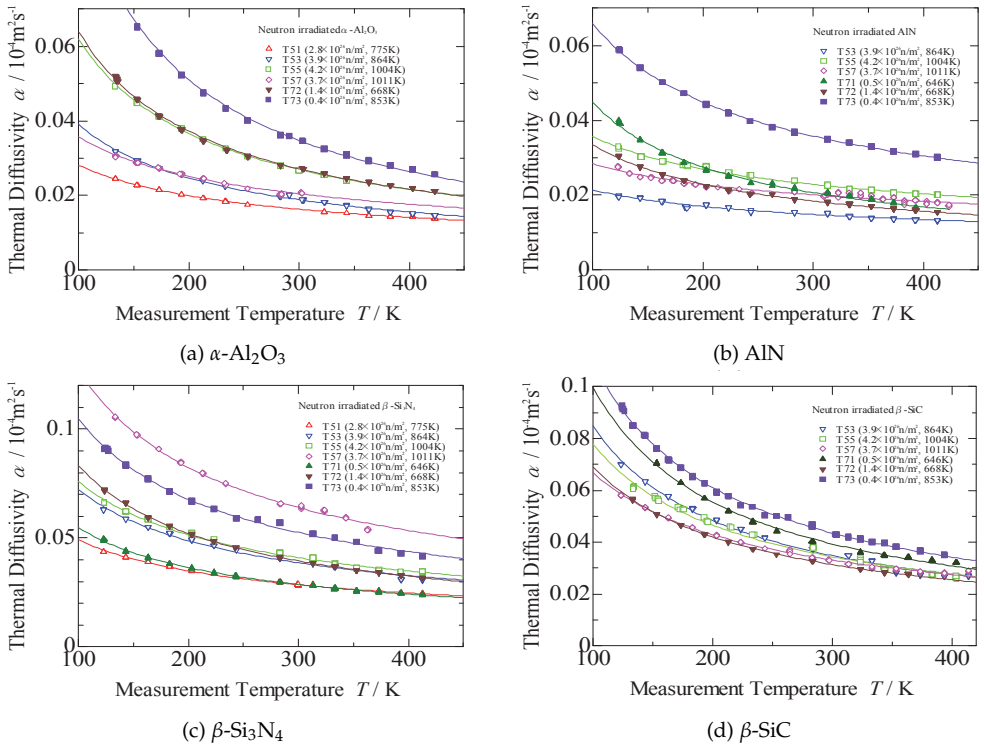 Thermal Diffusivity α / 10⁻⁴m²s⁻¹
0.06
0.04
0.02
0
Neutron irradiated α-Al₂O₃
T51 (2.8×10²⁴n/m², 775K)
T53 (3.9×10²⁴n/m², 864K)
T55 (4.2×10²⁴n/m², 1004K)
T57 (3.7×10²⁴n/m², 1011K)
T72 (1.4×10²⁴n/m², 668K)
T73 (0.4×10²⁴n/m², 853K)
100 200 300 400
Measurement Temperature T / K
(a) α-Al₂O₃
Thermal Diffusivity α / 10⁻⁴m²s⁻¹
0.06
0.04
0.02
0
Neutron irradiated AlN
T53 (3.9×10²⁴n/m², 864K)
T55 (4.2×10²⁴n/m², 1004K)
T57 (3.7×10²⁴n/m², 1011K)
T71 (0.5×10²⁴n/m², 646K)
T72 (1.4×10²⁴n/m², 668K)
T73 (0.4×10²⁴n/m², 853K)
100 200 300 400
Measurement Temperature T / K
(b) AlN
Thermal Diffusivity α / 10⁻⁴m²s⁻¹
0.1
0.05
0
Neutron irradiated β-Si₃N₄
T51 (2.8×10²⁴n/m², 775K)
T53 (3.9×10²⁴n/m², 864K)
T55 (4.2×10²⁴n/m², 1004K)
T57 (3.7×10²⁴n/m², 1011K)
T71 (0.5×10²⁴n/m², 646K)
T72 (1.4×10²⁴n/m², 668K)
T73 (0.4×10²⁴n/m², 853K)
100 200 300 400
Measurement Temperature T / K
(c) β-Si₃N₄
Thermal Diffusivity α / 10⁻⁴m²s⁻¹
0.1
0.08
0.06
0.04
0.02
0
Neutron irradiated β-SiC
T53 (3.9×10²⁴n/m², 864K)
T55 (4.2×10²⁴n/m², 1004K)
T57 (3.7×10²⁴n/m², 1011K)
T71 (0.5×10²⁴n/m², 646K)
T72 (1.4×10²⁴n/m², 668K)
T73 (0.4×10²⁴n/m², 853K)
100 200 300 400
Measurement Temperature T / K
(d) β-SiC